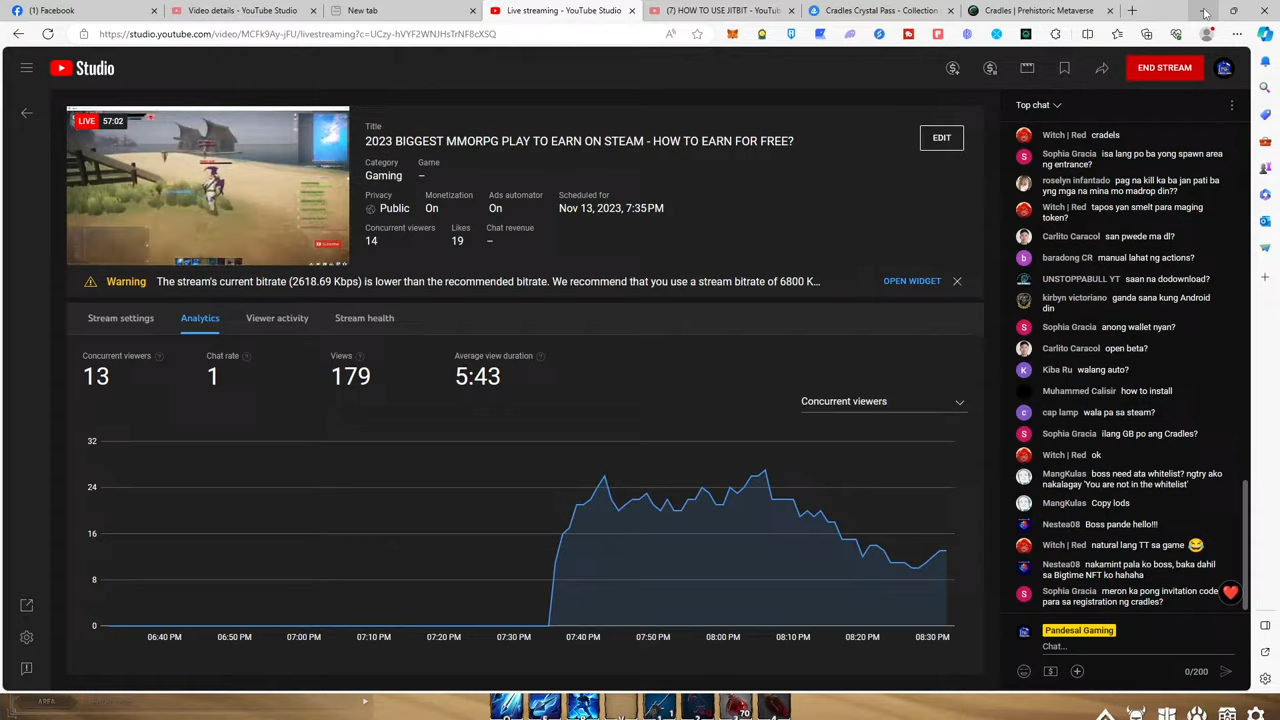 (1) Facebook
Video details - YouTube Studio
New tab
Live streaming - YouTube Studio
(7) HOW TO USE JITBIT - YouTub
Cradles Crystal Pass - Collection
Cradles | Prehistoric Metaverse
https://studio.youtube.com/video/MCFk9Ay-jFU/livestreaming?c=UCzy-hVYF2WNJHsTrNF8cXSQ
Studio
END STREAM
LIVE 57:02
Title
2023 BIGGEST MMORPG PLAY TO EARN ON STEAM - HOW TO EARN FOR FREE?
EDIT
Category Game
Gaming –
Privacy Monetization Ads automator Scheduled for
Public On On Nov 13, 2023, 7:35 PM
Concurrent viewers Likes Chat revenue
14 19 –
Warning The stream's current bitrate (2618.69 Kbps) is lower than the recommended bitrate. We recommend that you use a stream bitrate of 6800 K...
OPEN WIDGET
Stream settings Analytics Viewer activity Stream health
Concurrent viewers Chat rate Views Average view duration
13 1 179 5:43
Concurrent viewers
32
24
16
8
0
06:40 PM 06:50 PM 07:00 PM 07:10 PM 07:20 PM 07:30 PM 07:40 PM 07:50 PM 08:00 PM 08:10 PM 08:20 PM 08:30 PM
Top chat
Witch | Red cradels
Sophia Gracia isa lang po ba yong spawn area
ng entrance?
roselyn infantado pag na kill ka ba jan pati ba
yng mga na mina mo madrop din??
Witch | Red tapos yan smelt para maging
token?
Carlito Caracol san pwede ma dl?
baradong CR manual lahat ng actions?
UNSTOPPABULL YT saan na dodownload?
kirbyn victoriano ganda sana kung Android
din
Sophia Gracia anong wallet nyan?
Carlito Caracol open beta?
Kiba Ru walang auto?
Muhammed Calisir how to install
cap lamp wala pa sa steam?
Sophia Gracia ilang GB po ang Cradles?
Witch | Red ok
MangKulas boss need ata whitelist? ngtry ako
nakalagay 'You are not in the whitelist'
MangKulas Copy lods
Nestea08 Boss pande hello!!!
Witch | Red natural lang TT sa game
Nestea08 nakamint pala ko boss, baka dahil
sa Bigtime NFT ko hahaha
Sophia Gracia meron ka pong invitation code
para sa registration ng cradles?
Pandesal Gaming
Chat...
0/200
AREA
70